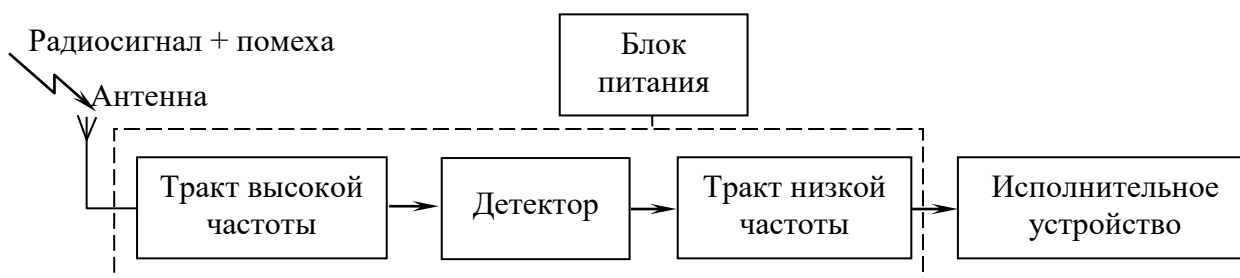 Радиосигнал + помеха
Антенна
Блок
питания
Тракт высокой
частоты
Детектор
Тракт низкой
частоты
Исполнительное
устройство